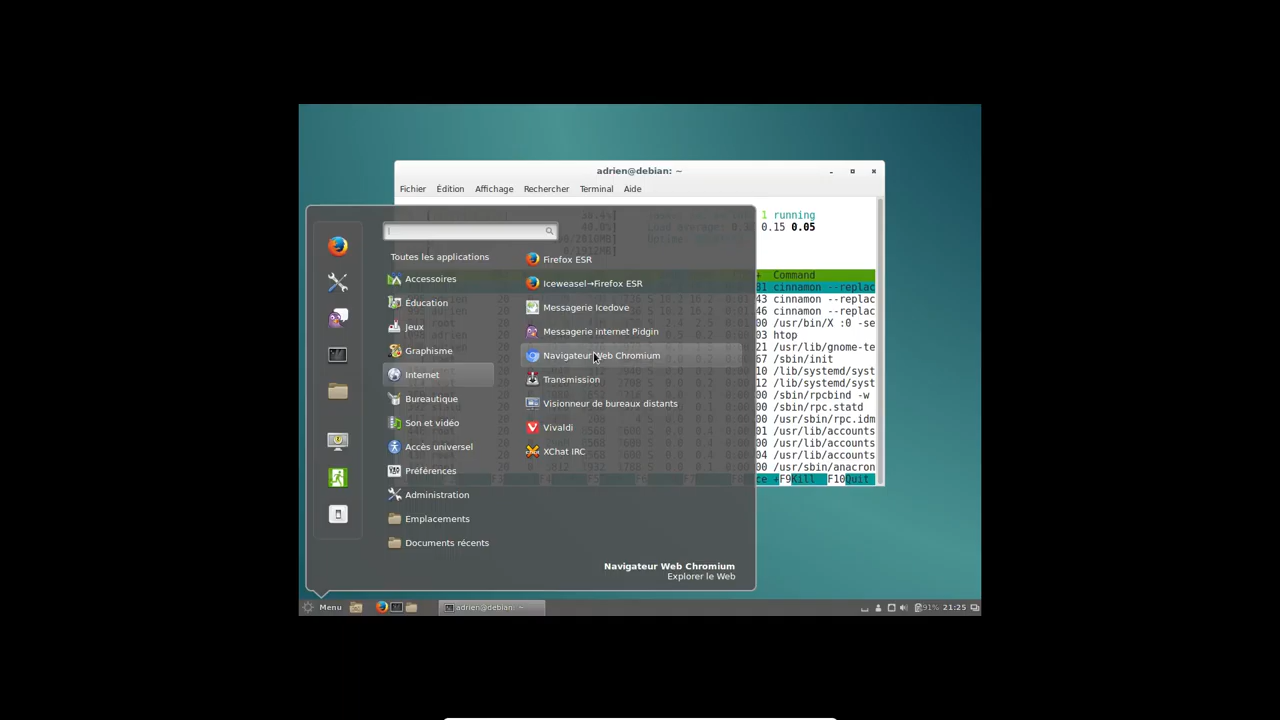 adrien@debian: ~
Fichier Édition Affichage Rechercher Terminal Aide
1 running
0.15 0.05
Command
cinnamon --replac
cinnamon --replac
cinnamon --replac
/usr/bin/X :0 -se
htop
/usr/lib/gnome-te
/sbin/init
/lib/systemd/syst
/lib/systemd/syst
/sbin/rpcbind -w
/sbin/rpc.statd
/usr/sbin/rpc.idm
/usr/lib/accounts
/usr/lib/accounts
/usr/lib/accounts
/usr/sbin/anacron
F9Kill F10Quit
Toutes les applications
Accessoires
Éducation
Jeux
Graphisme
Internet
Bureautique
Son et vidéo
Accès universel
Préférences
Administration
Emplacements
Documents récents
Firefox ESR
Iceweasel→Firefox ESR
Messagerie Icedove
Messagerie internet Pidgin
Navigateur Web Chromium
Transmission
Visionneur de bureaux distants
Vivaldi
XChat IRC
Navigateur Web Chromium
Explorer le Web
Menu adrien@debian: ~ 91% 21:25